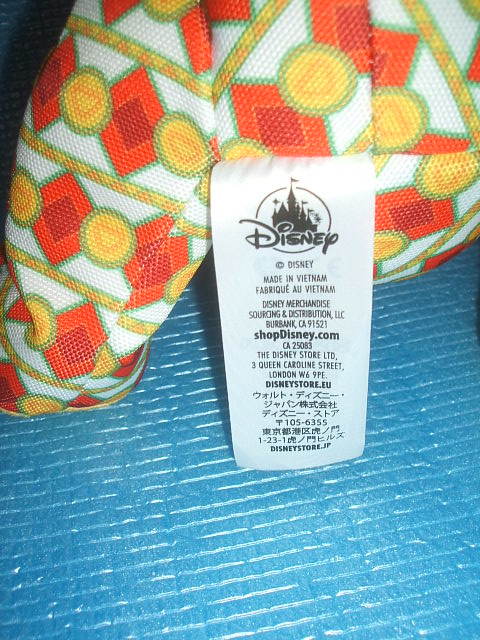 Disney
© DISNEY
MADE IN VIETNAM
FABRIQUÉ AU VIETNAM
DISNEY MERCHANDISE
SOURCING & DISTRIBUTION, LLC
BURBANK, CA 91521
shopDisney.com
CA 25083
THE DISNEY STORE LTD,
3 QUEEN CAROLINE STREET,
LONDON W6 9PE.
DISNEYSTORE.EU
ウォルト・ディズニー・
ジャパン株式会社
ディズニー・ストア
〒105-6355
東京都港区虎ノ門
1-23-1虎ノ門ヒルズ
DISNEYSTORE.JP